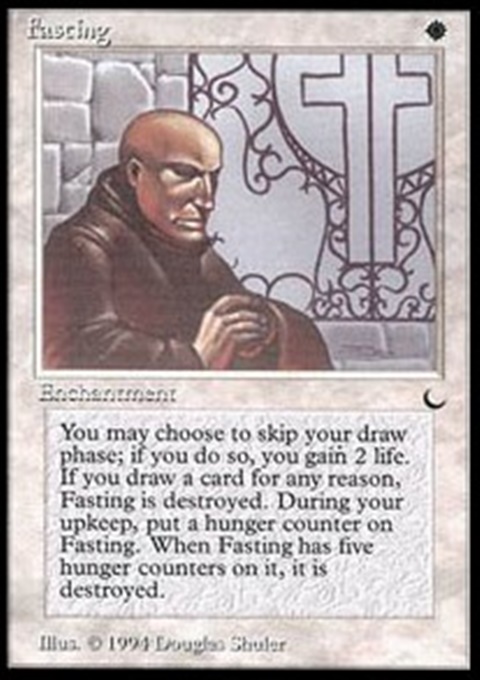 Fasting
Enchantment
You may choose to skip your draw
phase; if you do so, you gain 2 life.
If you draw a card for any reason,
Fasting is destroyed. During your
upkeep, put a hunger counter on
Fasting. When Fasting has five
hunger counters on it, it is
destroyed.
Illus. © 1994 Douglas Shuler